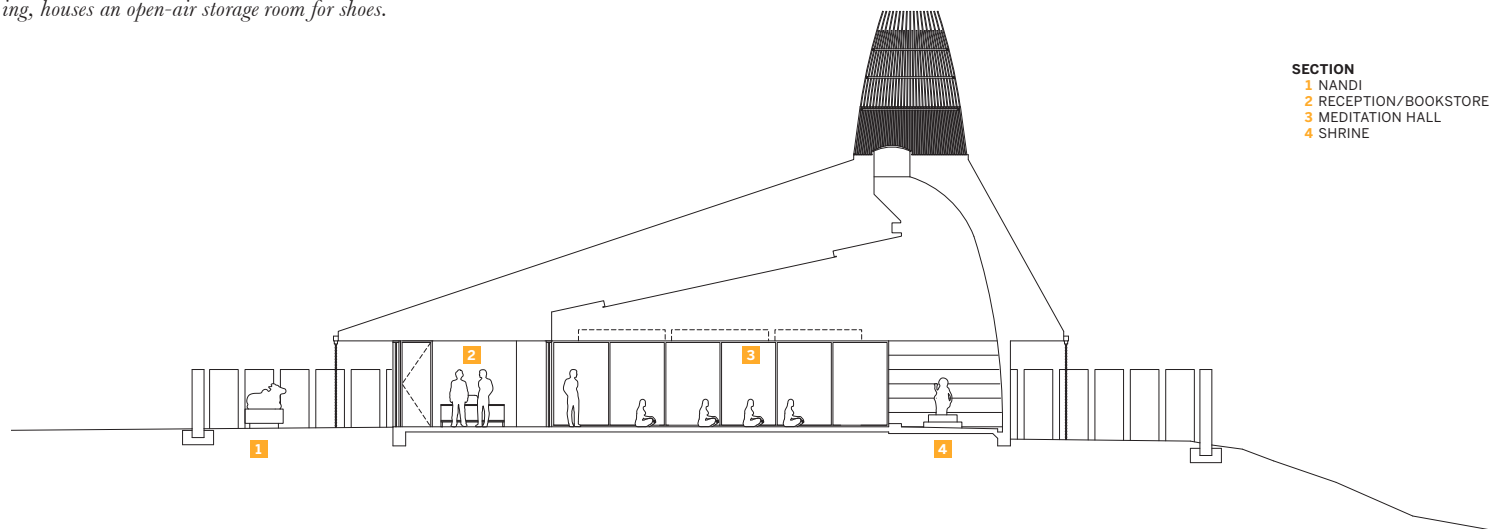 ing, houses an open-air storage room for shoes.
SECTION
1 NANDI
2 RECEPTION/BOOKSTORE
3 MEDITATION HALL
4 SHRINE
2
3
1
4